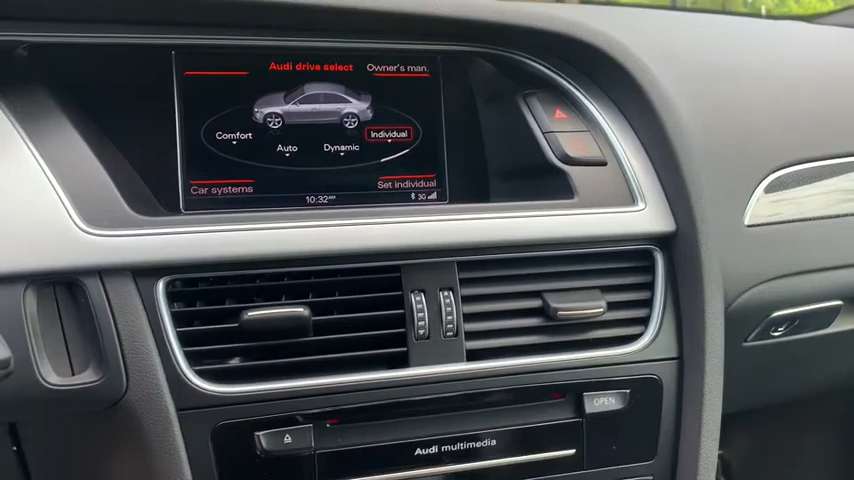 Audi drive select
Owner's man.
Comfort
Auto
Dynamic
Individual
Car systems
Set individual
10:32 AM
3G
OPEN
Audi multimedia